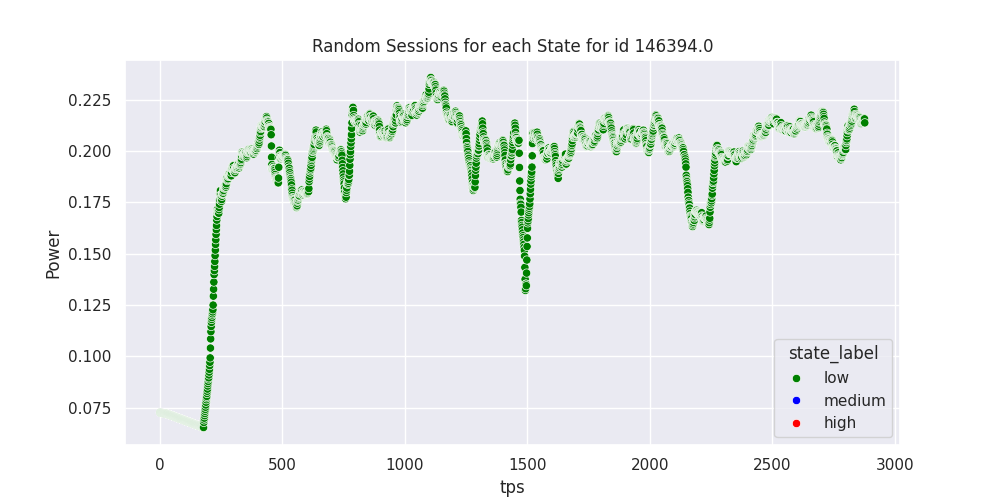 Random Sessions for each State for id 146394.0
Power
0.225
0.200
0.175
0.150
0.125
0.100
0.075
state_label
low
medium
high
0
500
1000
1500
2000
2500
3000
tps